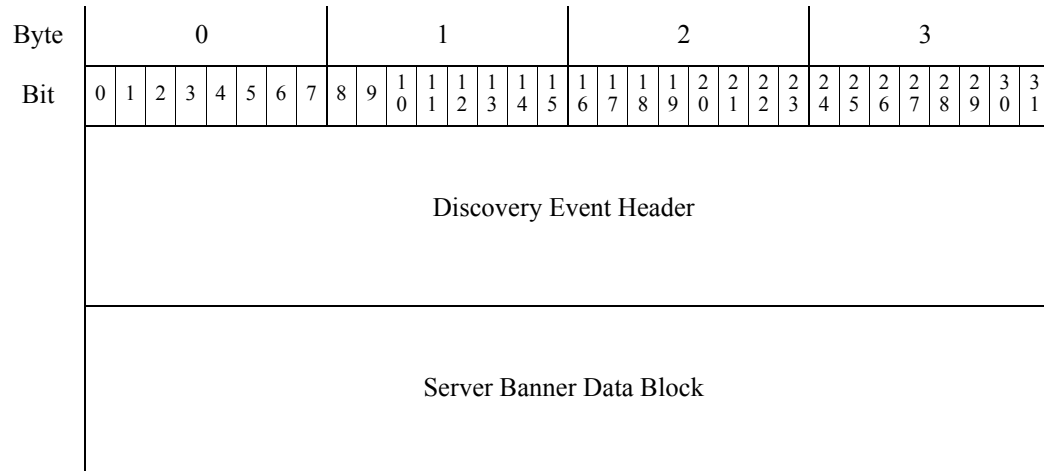 Byte 0 1 2 3
Bit 0 1 2 3 4 5 6 7 8 9 10 11 12 13 14 15 16 17 18 19 20 21 22 23 24 25 26 27 28 29 30 31
Discovery Event Header
Server Banner Data Block